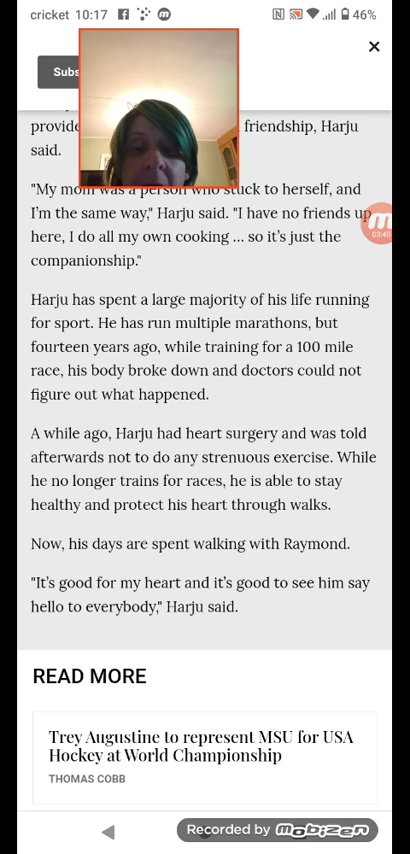 cricket 10:17 46%
Subs
provide friendship, Harju
said.
"My mom was a person who stuck to herself, and
I'm the same way," Harju said. "I have no friends up
here, I do all my own cooking ... so it's just the
companionship."
03:40
Harju has spent a large majority of his life running
for sport. He has run multiple marathons, but
fourteen years ago, while training for a 100 mile
race, his body broke down and doctors could not
figure out what happened.
A while ago, Harju had heart surgery and was told
afterwards not to do any strenuous exercise. While
he no longer trains for races, he is able to stay
healthy and protect his heart through walks.
Now, his days are spent walking with Raymond.
"It's good for my heart and it's good to see him say
hello to everybody," Harju said.
READ MORE
Trey Augustine to represent MSU for USA
Hockey at World Championship
THOMAS COBB
Recorded by mobizen